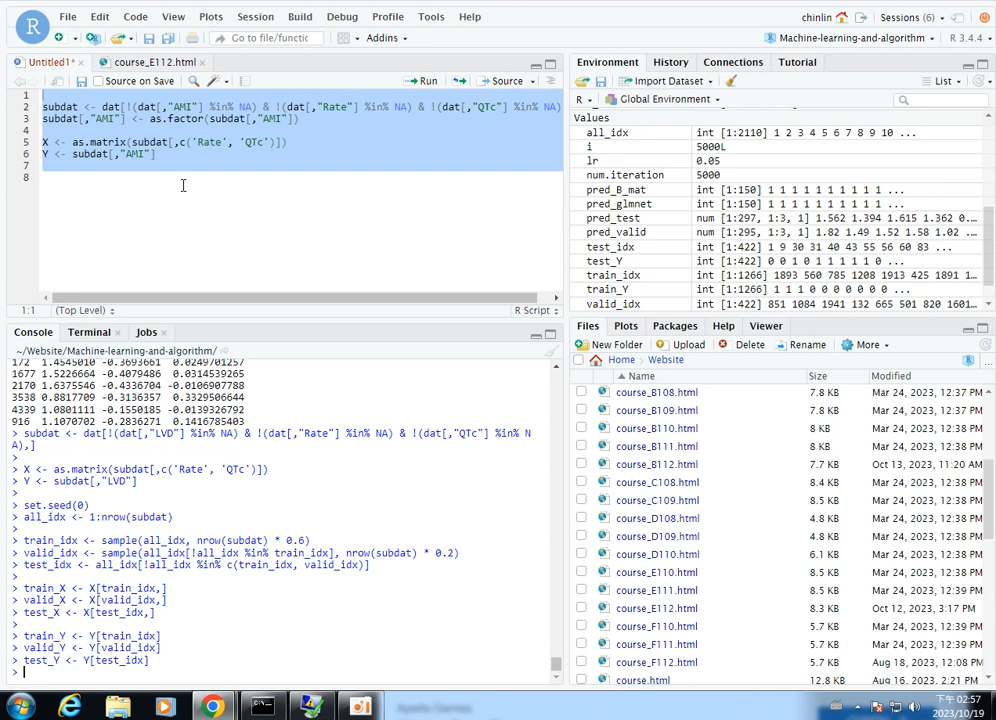 File Edit Code View Plots Session Build Debug Profile Tools Help
chinlin Sessions (6)
Go to file/functic Addins
Machine-learning-and-algorithm R 3.4.4
Untitled1* course_E112.html
Source on Save Run Source
1
2 subdat <- dat[!(dat[,"AMI"] %in% NA) & !(dat[,"Rate"] %in% NA) & !(dat[,"QTc"] %in% NA)
3 subdat[,"AMI"] <- as.factor(subdat[,"AMI"])
4
5 X <- as.matrix(subdat[,c('Rate', 'QTc')])
6 Y <- subdat[,"AMI"]
7
8
1:1 (Top Level) R Script
Console Terminal Jobs
~/Website/Machine-learning-and-algorithm/
172 1.4545010 -0.3693661 0.0249701257
1677 1.5226664 -0.4079486 0.0314539265
2170 1.6375546 -0.4336704 -0.0106907788
3538 0.8817709 -0.3136357 0.3329506644
4339 1.0801111 -0.1550185 -0.0139326792
916 1.1070702 -0.2836271 0.1416785403
> subdat <- dat[!(dat[,"LVD"] %in% NA) & !(dat[,"Rate"] %in% NA) & !(dat[,"QTc"] %in% N
A),]
>
> X <- as.matrix(subdat[,c('Rate', 'QTc')])
> Y <- subdat[,"LVD"]
>
> set.seed(0)
> all_idx <- 1:nrow(subdat)
>
> train_idx <- sample(all_idx, nrow(subdat) * 0.6)
> valid_idx <- sample(all_idx[!all_idx %in% train_idx], nrow(subdat) * 0.2)
> test_idx <- all_idx[!all_idx %in% c(train_idx, valid_idx)]
>
> train_X <- X[train_idx,]
> valid_X <- X[valid_idx,]
> test_X <- X[test_idx,]
>
> train_Y <- Y[train_idx]
> valid_Y <- Y[valid_idx]
> test_Y <- Y[test_idx]
>
Environment History Connections Tutorial
Import Dataset List
R Global Environment
Values
all_idx int [1:2110] 1 2 3 4 5 6 7 8 9 10 ...
i 5000L
lr 0.05
num.iteration 5000
pred_B_mat int [1:150] 1 1 1 1 1 1 1 1 1 1 ...
pred_glmnet int [1:150] 1 1 1 1 1 1 1 1 1 1 ...
pred_test num [1:297, 1:3, 1] 1.562 1.394 1.615 1.362 0...
pred_valid num [1:295, 1:3, 1] 1.82 1.49 1.52 1.58 1.02 ...
test_idx int [1:422] 1 9 30 31 40 43 55 56 60 83 ...
test_Y int [1:422] 0 0 1 0 1 1 1 1 1 0 ...
train_idx int [1:1266] 1893 560 785 1208 1913 425 1891 1...
train_Y int [1:1266] 1 1 1 0 0 0 0 0 0 0 ...
valid_idx int [1:422] 851 1084 1941 132 665 501 820 1601...
Files Plots Packages Help Viewer
New Folder Upload Delete Rename More
Home Website
Name Size Modified
course_B108.html 7.8 KB Mar 24, 2023, 12:37 PM
course_B109.html 7.8 KB Mar 24, 2023, 12:37 PM
course_B110.html 8 KB Mar 24, 2023, 12:38 PM
course_B111.html 8 KB Mar 24, 2023, 12:38 PM
course_B112.html 7.7 KB Oct 13, 2023, 11:20 AM
course_C108.html 8.4 KB Mar 24, 2023, 12:38 PM
course_C109.html 8.5 KB Mar 24, 2023, 12:38 PM
course_D108.html 4.8 KB Mar 24, 2023, 12:38 PM
course_D109.html 4.8 KB Mar 24, 2023, 12:38 PM
course_D110.html 6.1 KB Mar 24, 2023, 12:38 PM
course_E110.html 8.5 KB Mar 24, 2023, 12:38 PM
course_E111.html 8.5 KB Mar 24, 2023, 12:39 PM
course_E112.html 8.3 KB Oct 12, 2023, 3:17 PM
course_F110.html 5.7 KB Mar 24, 2023, 12:39 PM
course_F111.html 5.7 KB Mar 24, 2023, 12:39 PM
course_F112.html 5.7 KB Aug 18, 2023, 12:08 PM
course.html 12.8 KB Aug 16, 2023, 2:21 PM
下午 02:57
2023/10/19